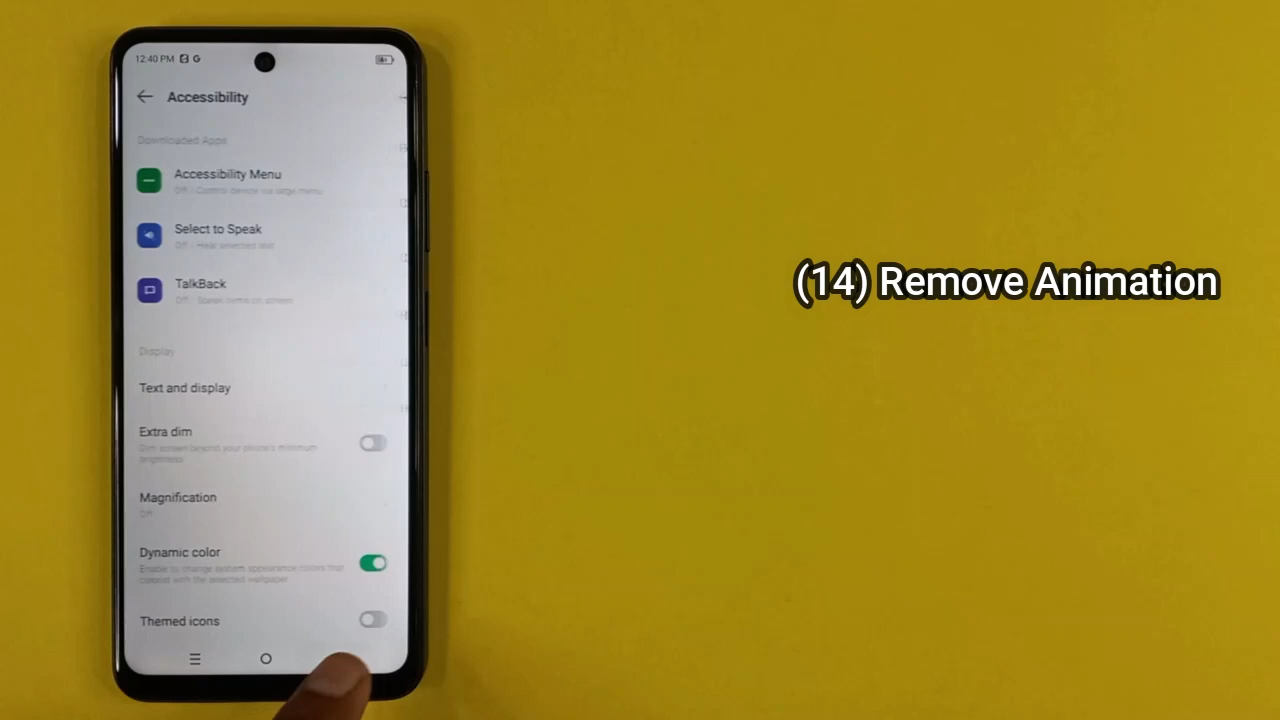 12:40 PM G
Accessibility
Downloaded Apps
Accessibility Menu
Off · Control device via large menu
Select to Speak
Off · Hear selected text
TalkBack
Off · Speak items on screen
Display
Text and display
Extra dim
Dim screen beyond your phone's minimum
brightness
Magnification
Off
Dynamic color
Enable to change system appearance colors that
coexist with the selected wallpaper
Themed icons
(14) Remove Animation